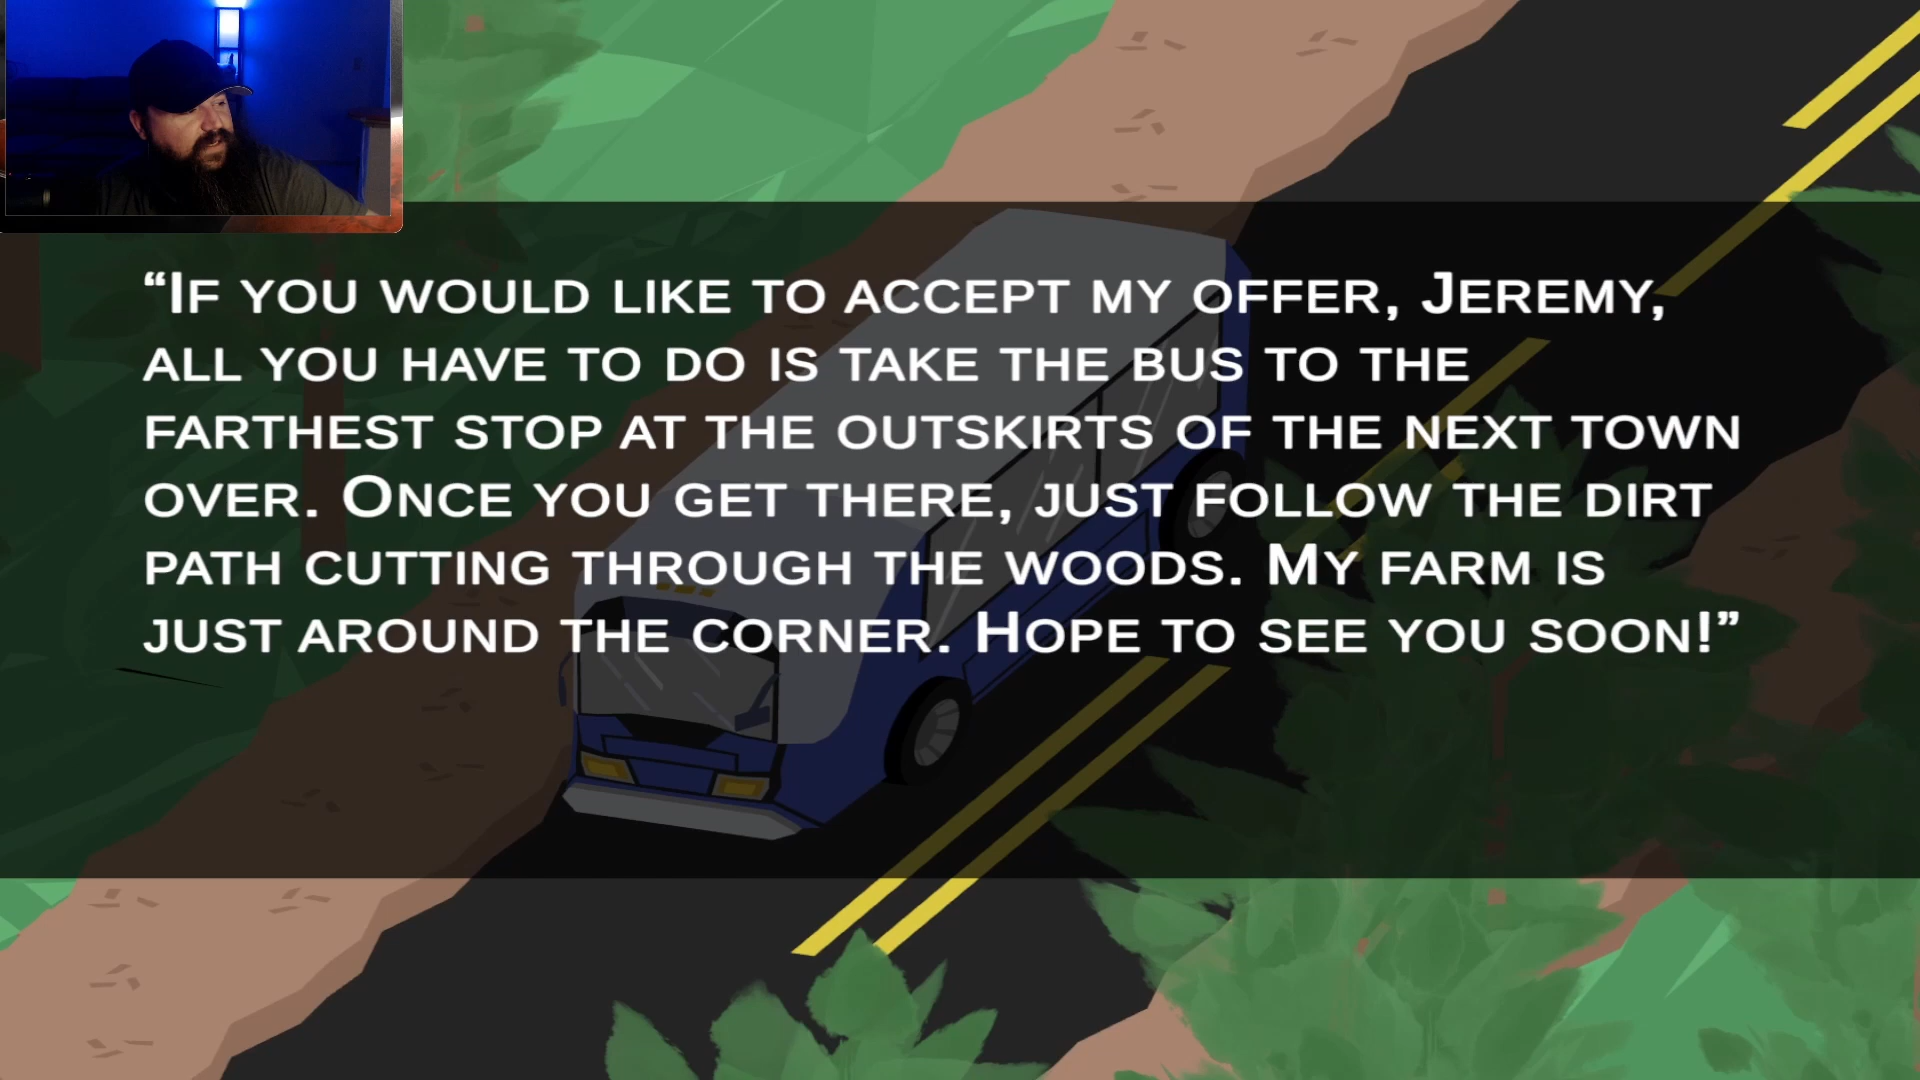 “If you would like to accept my offer, Jeremy,
all you have to do is take the bus to the
farthest stop at the outskirts of the next town
over. Once you get there, just follow the dirt
path cutting through the woods. My farm is
just around the corner. Hope to see you soon!”